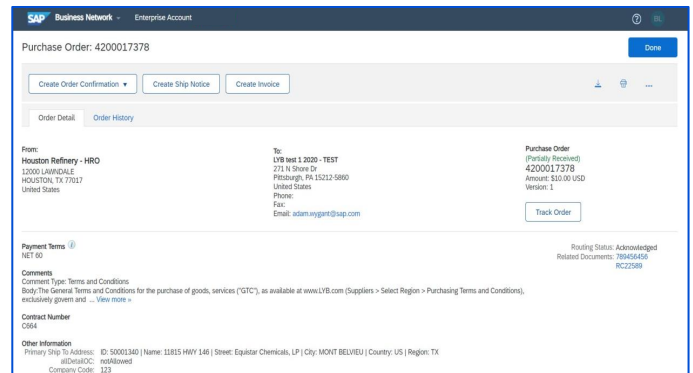 SAP Business Network Enterprise Account
Purchase Order: 4200017378
Done
Create Order Confirmation Create Ship Notice Create Invoice
...
Order Detail Order History
From:
Houston Refinery - HRO
12000 LAWNDALE
HOUSTON, TX 77017
United States
To:
LYB test 1 2020 - TEST
271 N Shore Dr
Pittsburgh, PA 15212-5860
United States
Phone:
Fax:
Email: adam.wygant@sap.com
Purchase Order
(Partially Received)
4200017378
Amount: $10.00 USD
Version: 1
Track Order
Payment Terms
NET 60
Routing Status: Acknowledged
Related Documents: 789456456
RC22589
Comments
Comment Type: Terms and Conditions
Body:The General Terms and Conditions for the purchase of goods, services ("GTC"), as available at www.LYB.com (Suppliers > Select Region > Purchasing Terms and Conditions),
exclusively govern and ... View more »
Contract Number
C664
Other Information
Primary Ship To Address: ID: 50001340 | Name: 11815 HWY 146 | Street: Equistar Chemicals, LP | City: MONT BELVIEU | Country: US | Region: TX
allDetailOC: notAllowed
Company Code: 123